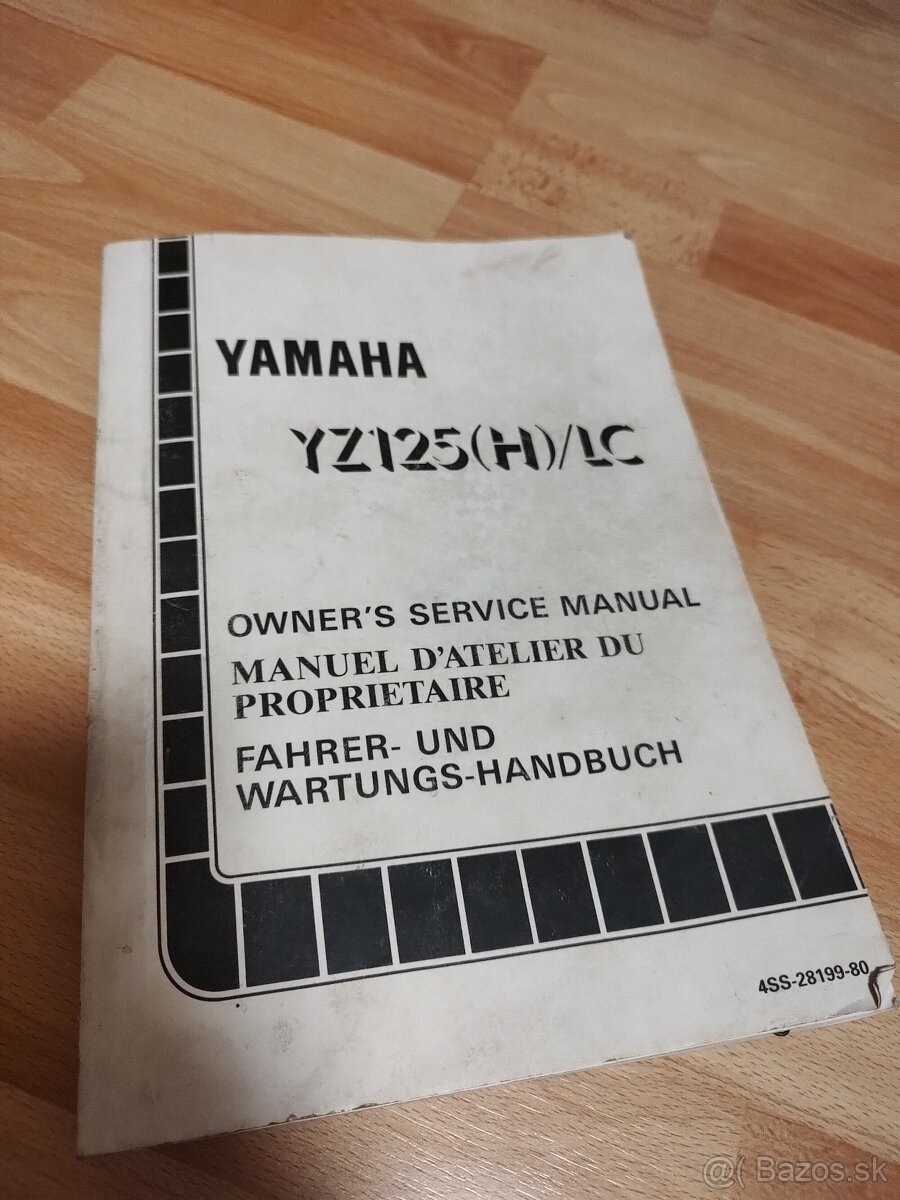 YAMAHA
YZ125(H)/LC
OWNER'S SERVICE MANUAL
MANUEL D'ATELIER DU
PROPRIETAIRE
FAHRER- UND
WARTUNGS-HANDBUCH
4SS-28199-80
@( Bazos.sk